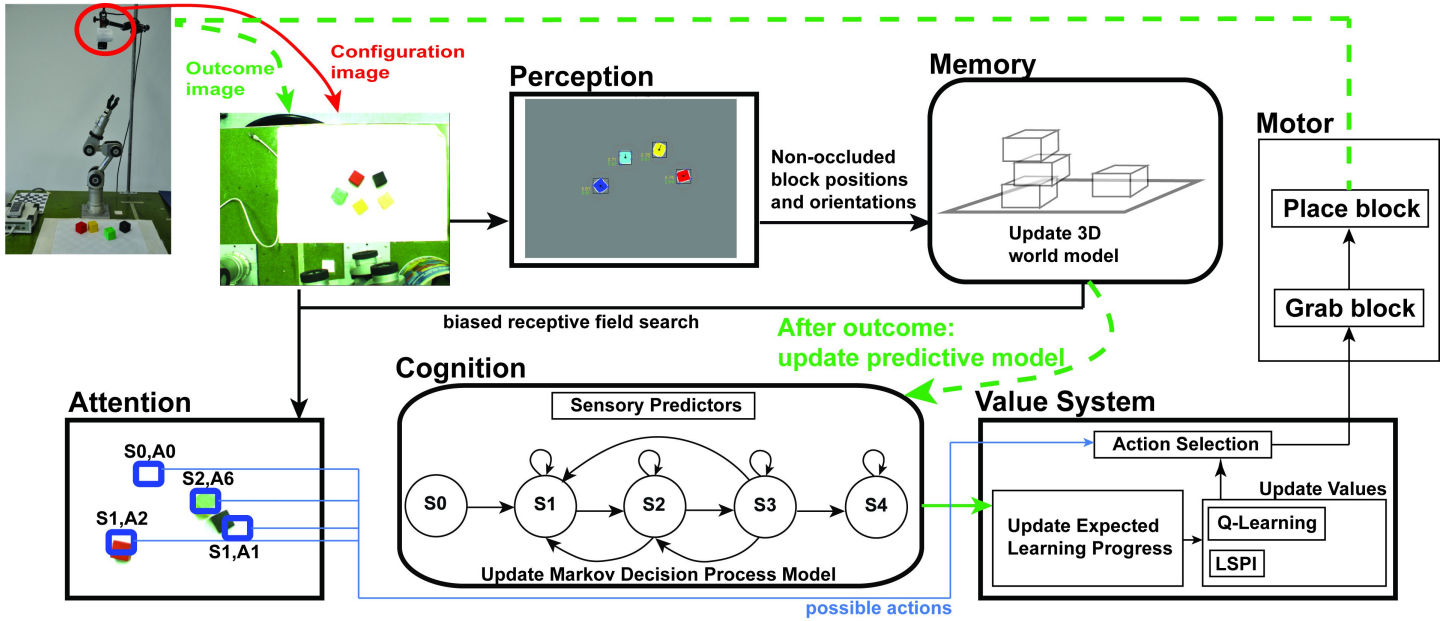 Outcome
image
Configuration
image
Perception
Memory
Non-occluded
block positions
and orientations
Update 3D
world model
Motor
Place block
Grab block
biased receptive field search
After outcome:
update predictive model
Attention
S0,A0
S2,A6
S1,A2
S1,A1
Cognition
Sensory Predictors
S0
S1
S2
S3
S4
Update Markov Decision Process Model
possible actions
Value System
Action Selection
Update Expected
Learning Progress
Update Values
Q-Learning
LSPI